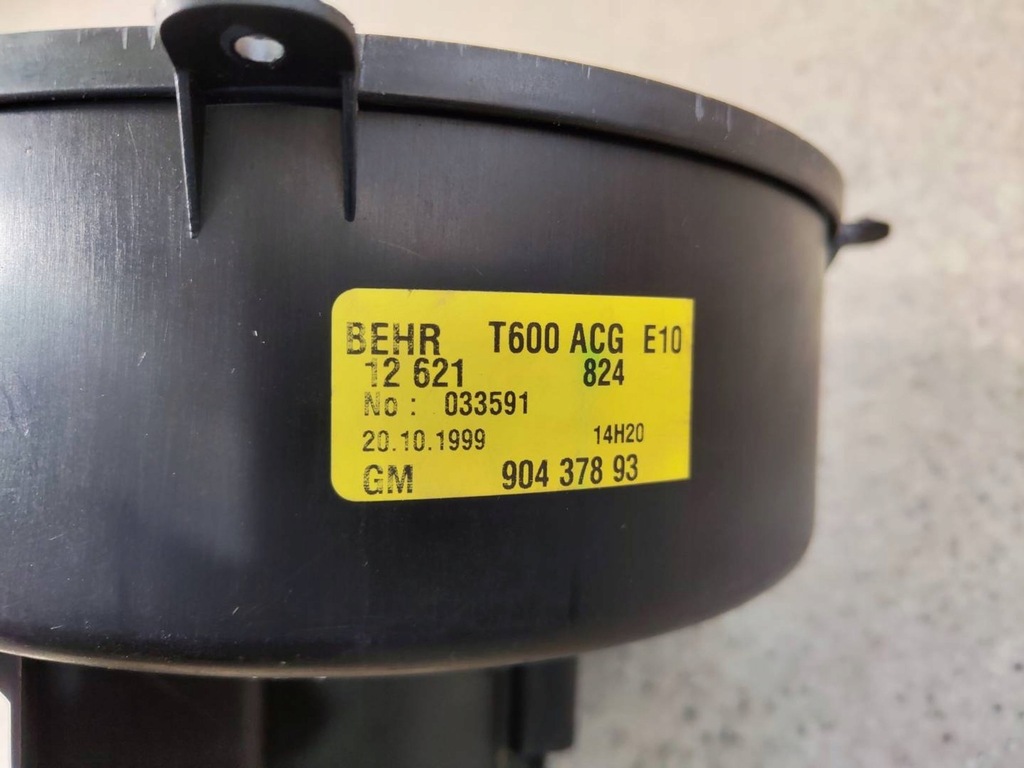 BEHR T600 ACG E10
12 621 824
No : 033591
20.10.1999 14H20
GM 904 378 93